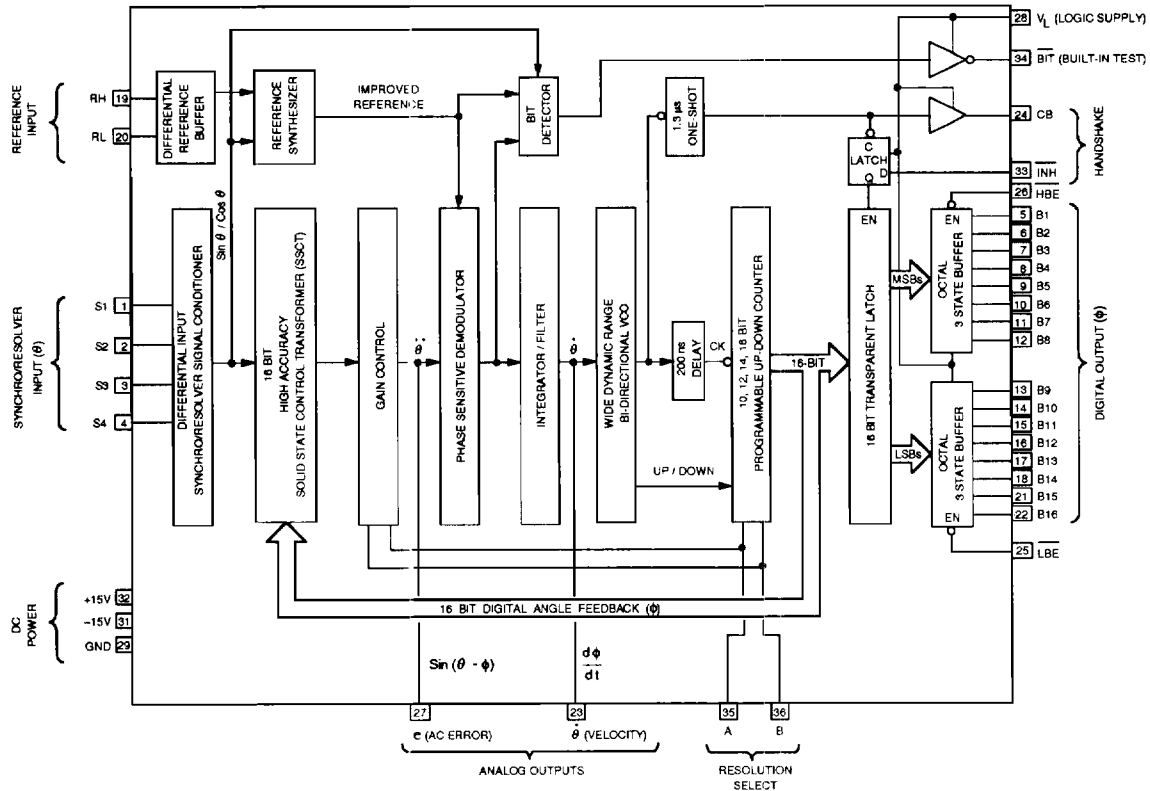 28 VL (LOGIC SUPPLY)
34 BIT (BUILT-IN TEST)
24 CB
33 INH
HANDSHAKE
26 HBE
REFERENCE INPUT
RH 19
RL 20
DIFFERENTIAL REFERENCE BUFFER
REFERENCE SYNTHESIZER
IMPROVED REFERENCE
BIT DETECTOR
1.3 µs ONE-SHOT
C
LATCH
D
Sin θ / Cos θ
SYNCHRO/RESOLVER INPUT (θ)
S1 1
S2 2
S3 3
S4 4
DIFFERENTIAL INPUT
SYNCHRO/RESOLVER SIGNAL CONDITIONER
16 BIT
HIGH ACCURACY
SOLID STATE CONTROL TRANSFORMER (SSCT)
GAIN CONTROL
θ
PHASE SENSITIVE DEMODULATOR
INTEGRATOR / FILTER
θ̇
WIDE DYNAMIC RANGE
BI-DIRECTIONAL VCO
200 ns DELAY
CK
UP / DOWN
10, 12, 14, 16 BIT
PROGRAMMABLE UP-DOWN COUNTER
16-BIT
EN
16 BIT TRANSPARENT LATCH
MSBs
LSBs
EN
OCTAL
3 STATE BUFFER
OCTAL
3 STATE BUFFER
EN
5 B1
6 B2
7 B3
8 B4
9 B5
10 B6
11 B7
12 B8
13 B9
14 B10
15 B11
16 B12
17 B13
18 B14
21 B15
22 B16
25 LBE
DIGITAL OUTPUT (ϕ)
DC POWER
+15V 32
-15V 31
GND 29
16 BIT DIGITAL ANGLE FEEDBACK (ϕ)
Sin (θ - ϕ)
dϕ
dt
27
23
35
36
e (AC ERROR)
θ̇ (VELOCITY)
A
B
ANALOG OUTPUTS
RESOLUTION SELECT